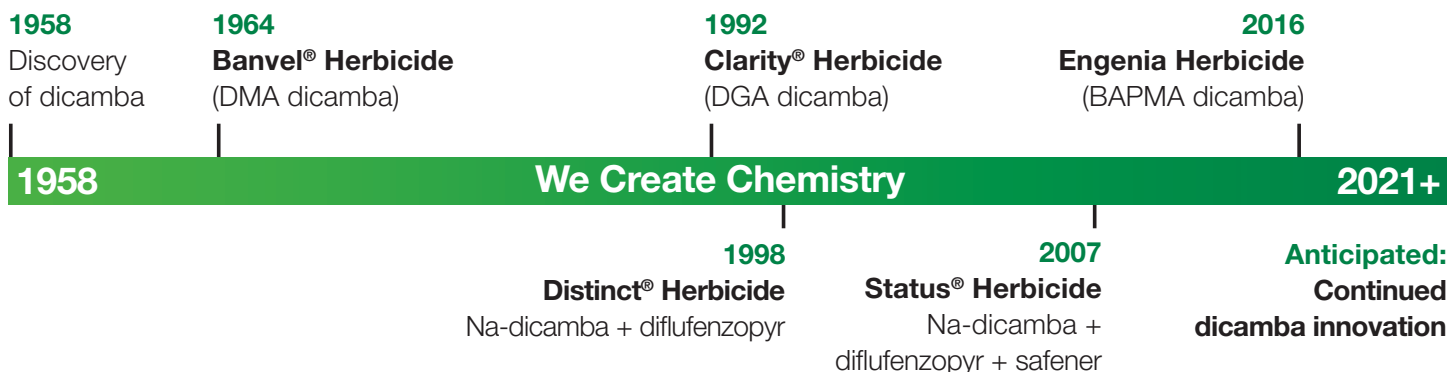 1958
Discovery
of dicamba
1964
Banvel® Herbicide
(DMA dicamba)
1992
Clarity® Herbicide
(DGA dicamba)
2016
Engenia Herbicide
(BAPMA dicamba)
1958
We Create Chemistry
2021+
1998
Distinct® Herbicide
Na-dicamba + diflufenzopyr
2007
Status® Herbicide
Na-dicamba +
diflufenzopyr + safener
Anticipated:
Continued
dicamba innovation